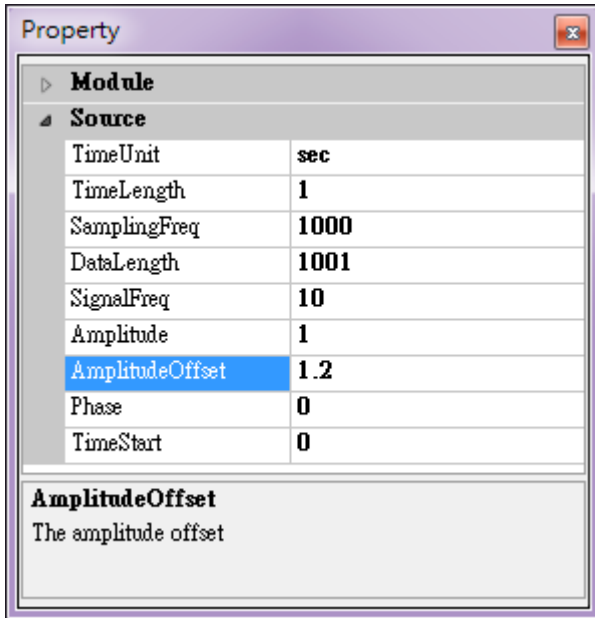 Property
Module
Source
TimeUnit sec
TimeLength 1
SamplingFreq 1000
DataLength 1001
SignalFreq 10
Amplitude 1
AmplitudeOffset 1.2
Phase 0
TimeStart 0
AmplitudeOffset
The amplitude offset